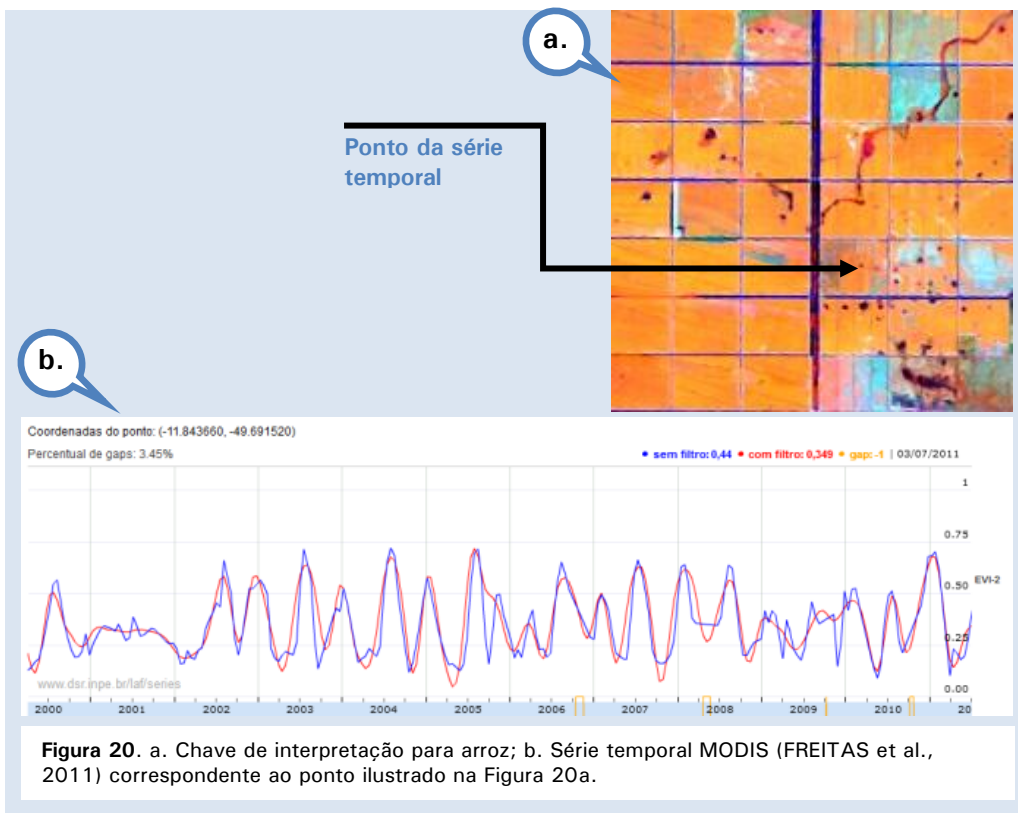 a.
Ponto da série
temporal
b.
Coordenadas do ponto: (-11.843660, -49.691520)
Percentual de gaps: 3.45%
• sem filtro: 0,44 • com filtro: 0,349 • gap: -1 | 03/07/2011
1
0.75
0.50
EVI-2
0.25
0.00
www.dsr.inpe.br/laf/series
2000 2001 2002 2003 2004 2005 2006 2007 2008 2009 2010 20
Figura 20. a. Chave de interpretação para arroz; b. Série temporal MODIS (FREITAS et al.,
2011) correspondente ao ponto ilustrado na Figura 20a.